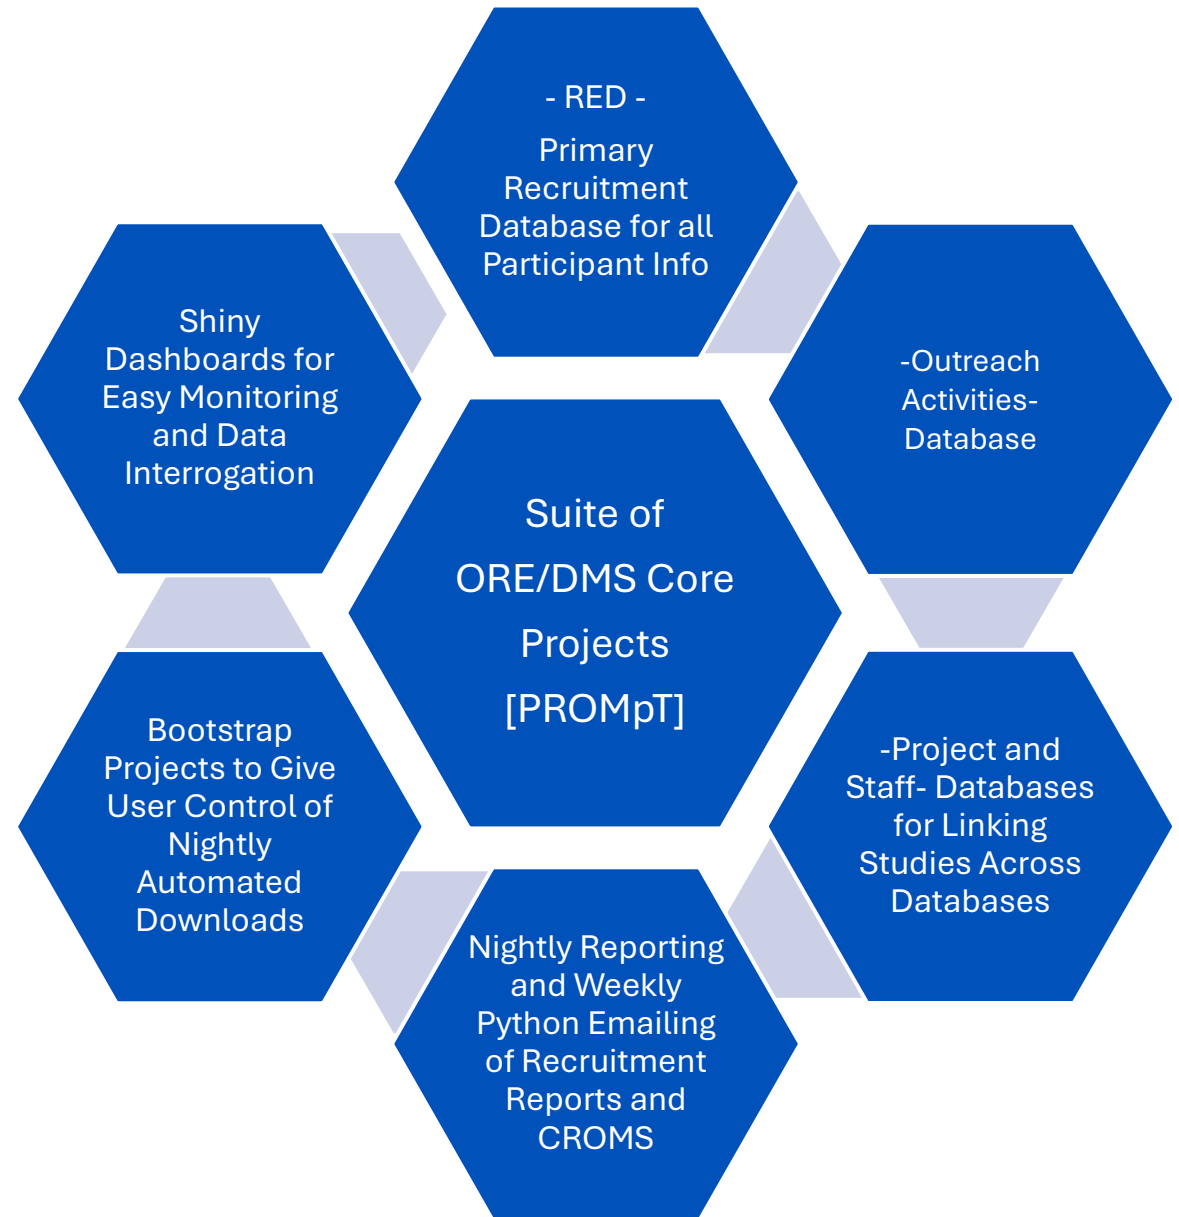 - RED -
Primary
Recruitment
Database for all
Participant Info
-Outreach
Activities-
Database
-Project and
Staff- Databases
for Linking
Studies Across
Databases
Nightly Reporting
and Weekly
Python Emailing
of Recruitment
Reports and
CROMS
Bootstrap
Projects to Give
User Control of
Nightly
Automated
Downloads
Shiny
Dashboards for
Easy Monitoring
and Data
Interrogation
Suite of
ORE/DMS Core
Projects
[PROMpT]